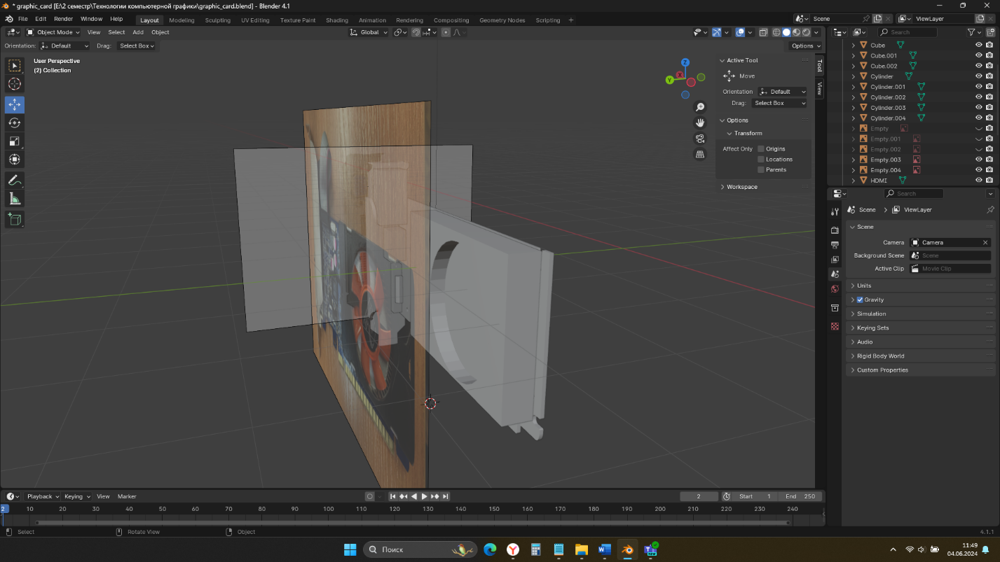 * graphic_card [E:\2 семестр\Технологии компьютерной графики\graphic_card.blend] - Blender 4.1
File Edit Render Window Help
Layout Modeling Sculpting UV Editing Texture Paint Shading Animation Rendering Compositing Geometry Nodes Scripting +
Scene
ViewLayer
Object Mode View Select Add Object
Global
Search
Orientation: Default Drag: Select Box
Options
User Perspective
(2) Collection
Z
Y
X
Tool
View
Active Tool
Move
Orientation Default
Drag: Select Box
Options
Transform
Affect Only Origins
Locations
Parents
Workspace
Cube
Cube.001
Cube.002
Cylinder
Cylinder.001
Cylinder.002
Cylinder.003
Cylinder.004
Empty
Empty.001
Empty.002
Empty.003
Empty.004
HDMI
Search
Scene ViewLayer
Scene
Camera Camera
Background Scene Scene
Active Clip Movie Clip
Units
Gravity
Simulation
Keying Sets
Audio
Rigid Body World
Custom Properties
Playback Keying View Marker
2 Start 1 End 250
2 10 20 30 40 50 60 70 80 90 100 110 120 130 140 150 160 170 180 190 200 210 220 230 240
Select Rotate View Object
4.1.1
Поиск
11:49
04.06.2024